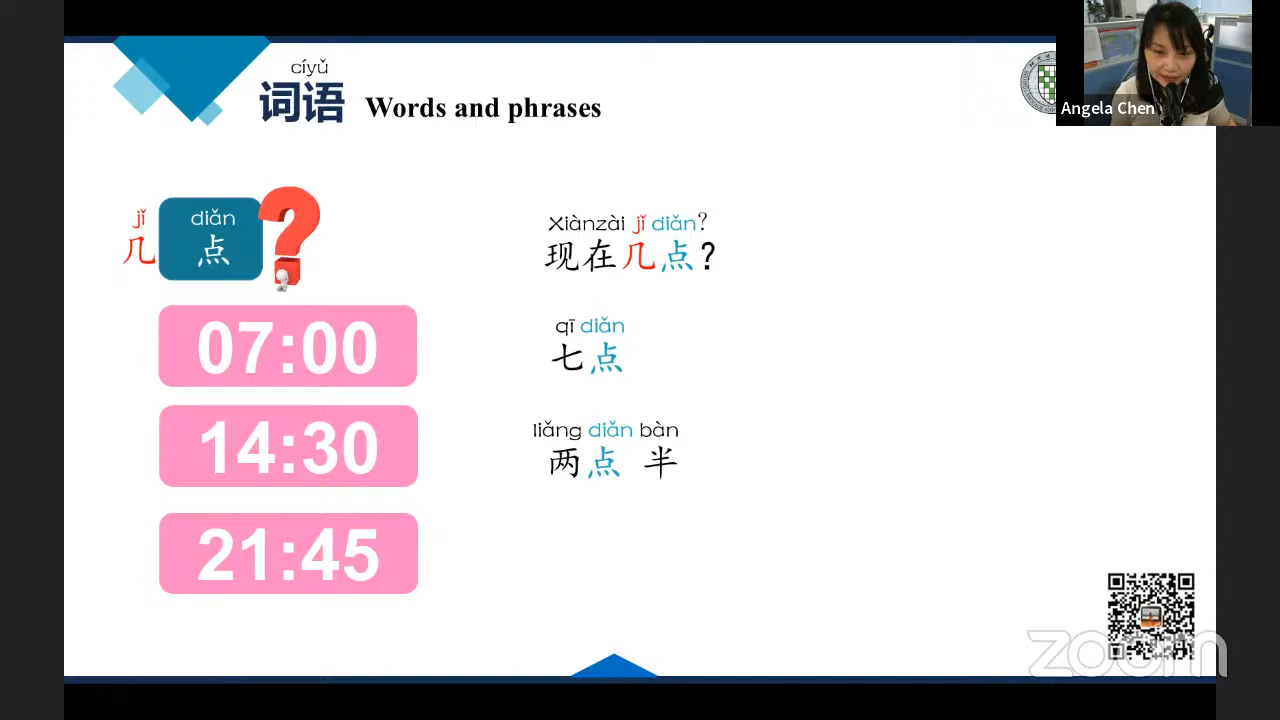 cíyǔ
词语 Words and phrases
Angela Chen
jǐ diǎn
几点?
Xiànzài jǐ diǎn?
现在几点?
07:00
qī diǎn
七点
14:30
liǎng diǎn bàn
两点 半
21:45
zoom